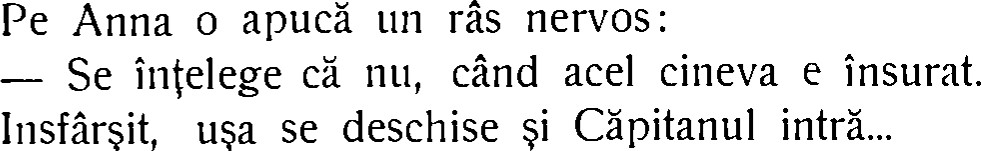 Pe Anna o apucă un râs nervos:
— Se înţelege că nu, când acel cineva e însurat.
Insfârşit, uşa se deschise şi Căpitanul intră...